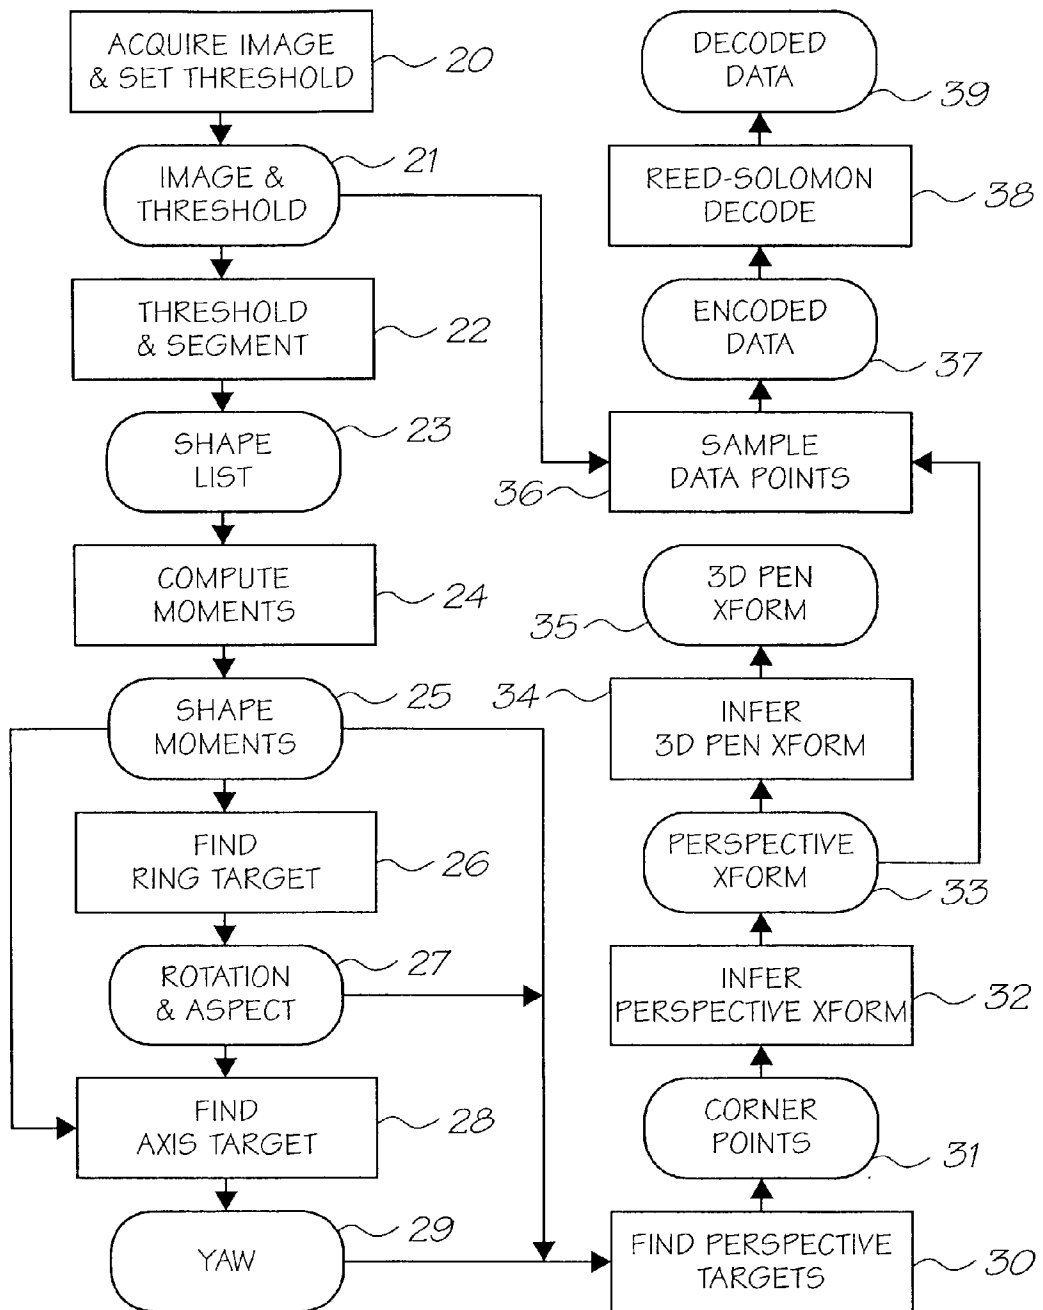 ACQUIRE IMAGE
& SET THRESHOLD
20
IMAGE &
THRESHOLD
21
THRESHOLD
& SEGMENT
22
SHAPE
LIST
23
COMPUTE
MOMENTS
24
SHAPE
MOMENTS
25
FIND
RING TARGET
26
ROTATION
& ASPECT
27
FIND
AXIS TARGET
28
YAW
29
DECODED
DATA
39
REED-SOLOMON
DECODE
38
ENCODED
DATA
37
SAMPLE
DATA POINTS
36
3D PEN
XFORM
35
INFER
3D PEN XFORM
34
PERSPECTIVE
XFORM
33
INFER
PERSPECTIVE XFORM
32
CORNER
POINTS
31
FIND PERSPECTIVE
TARGETS
30